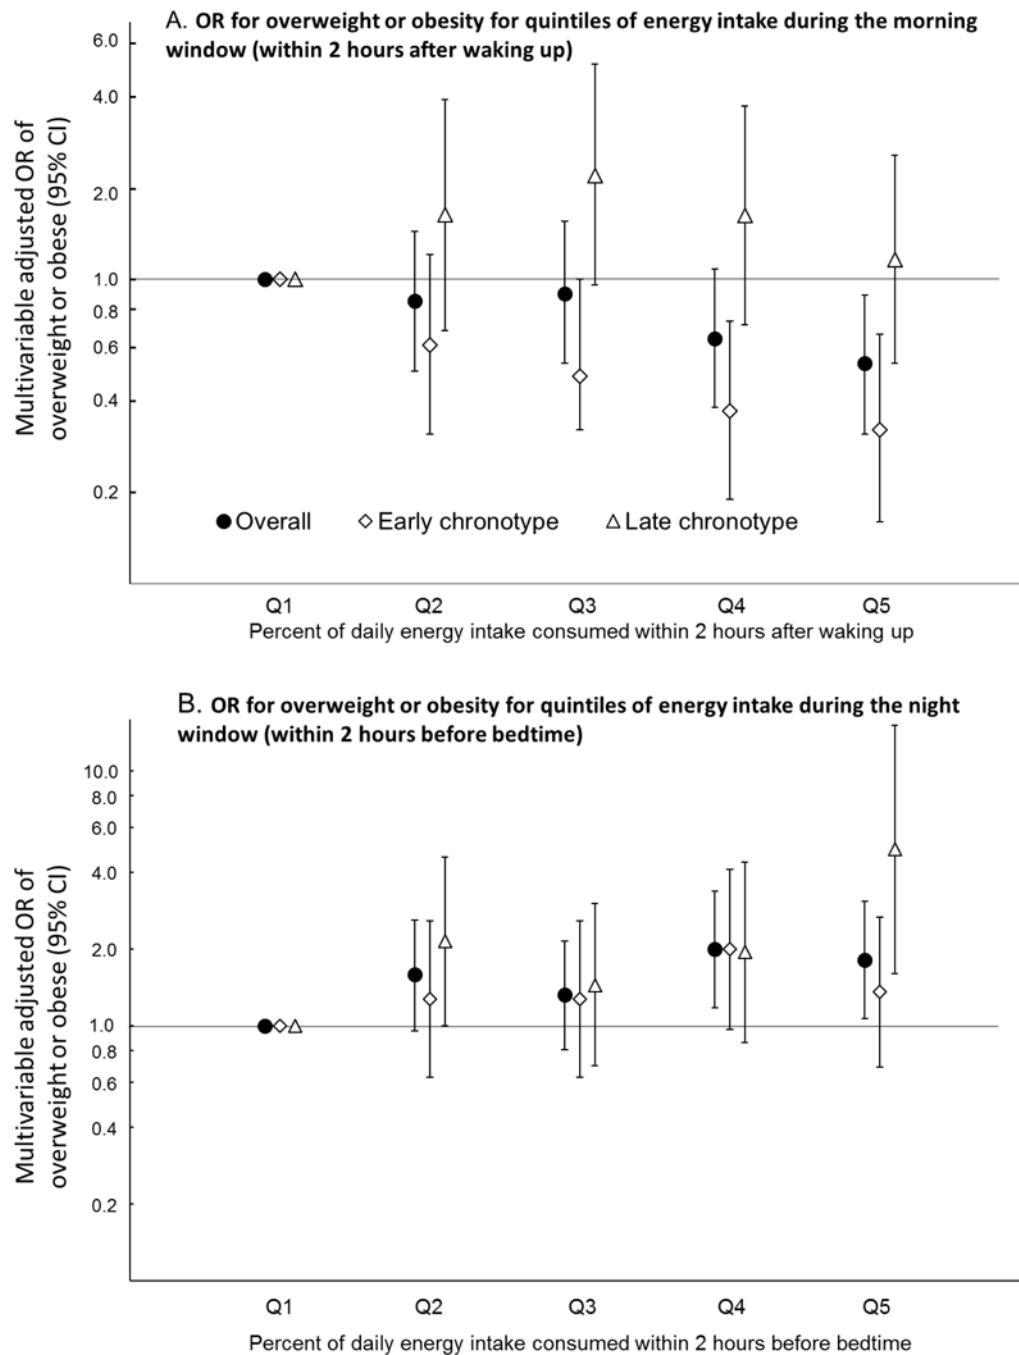 A. OR for overweight or obesity for quintiles of energy intake during the morning
window (within 2 hours after waking up)
Multivariable adjusted OR of
overweight or obese (95% CI)
6.0
4.0
2.0
1.0
0.8
0.6
0.4
0.2
Overall Early chronotype Late chronotype
Q1 Q2 Q3 Q4 Q5
Percent of daily energy intake consumed within 2 hours after waking up
B. OR for overweight or obesity for quintiles of energy intake during the night
window (within 2 hours before bedtime)
Multivariable adjusted OR of
overweight or obese (95% CI)
10.0
8.0
6.0
4.0
2.0
1.0
0.8
0.6
0.4
0.2
Q1 Q2 Q3 Q4 Q5
Percent of daily energy intake consumed within 2 hours before bedtime